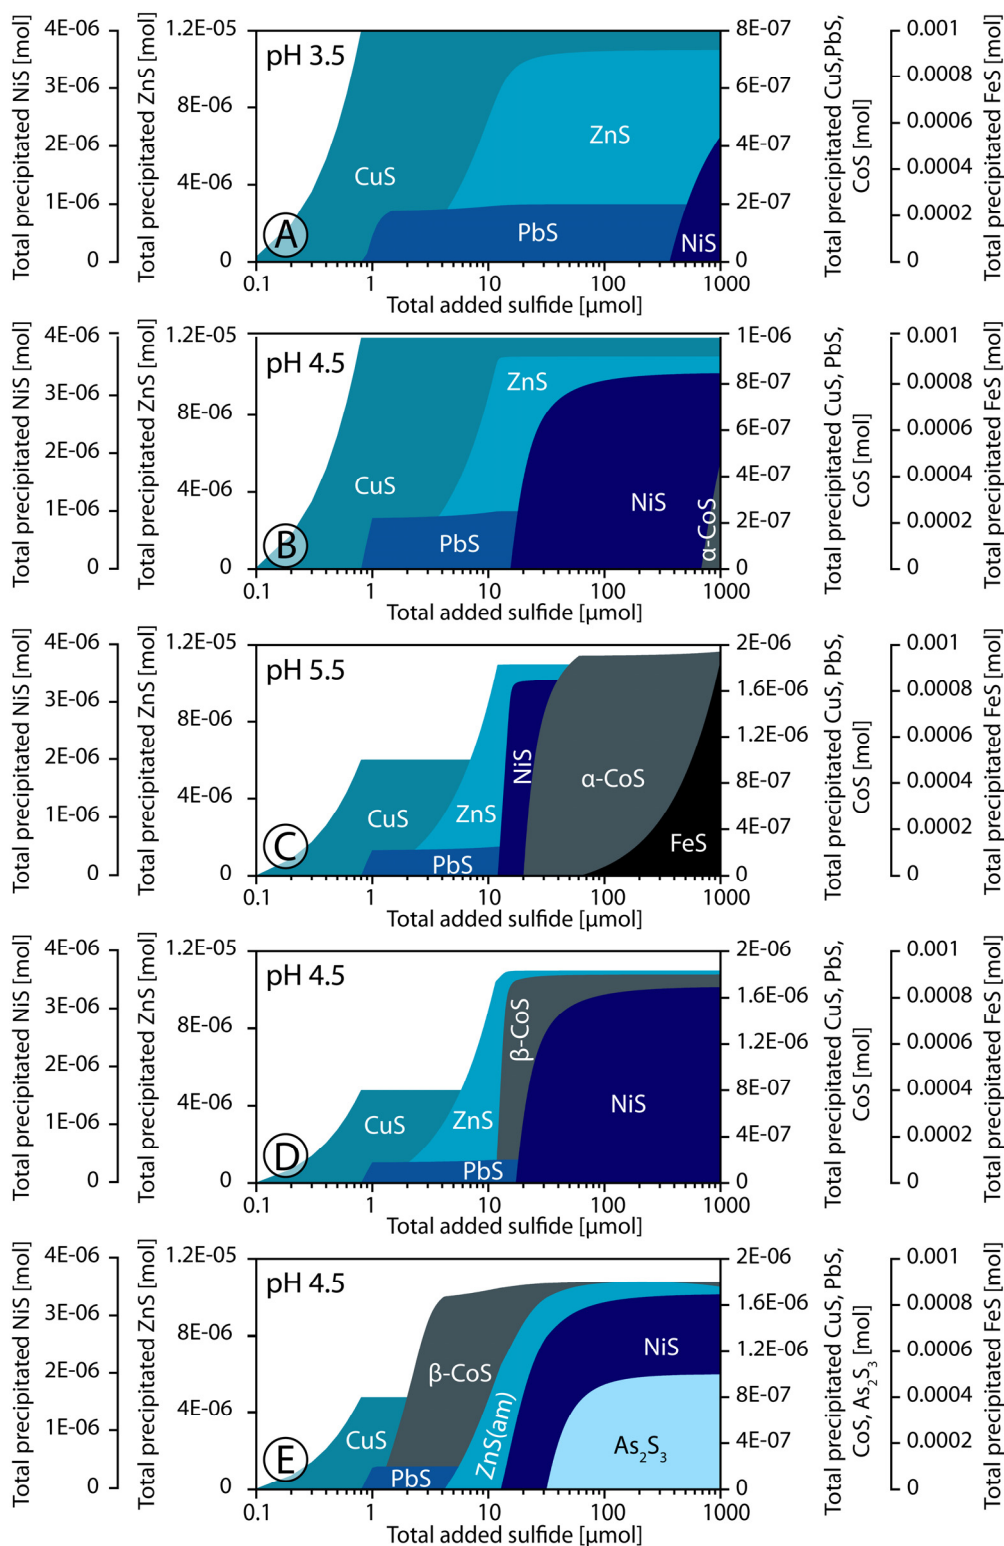 Total precipitated NiS [mol]
4E-06
3E-06
2E-06
1E-06
0
Total precipitated ZnS [mol]
1.2E-05
8E-06
4E-06
0
pH 3.5
CuS
ZnS
PbS
NiS
A
0.1
1
10
100
1000
Total added sulfide [µmol]
8E-07
6E-07
4E-07
2E-07
0
Total precipitated CuS,PbS,
CoS [mol]
0.001
0.0008
0.0006
0.0004
0.0002
0
Total precipitated FeS [mol]
Total precipitated NiS [mol]
4E-06
3E-06
2E-06
1E-06
0
Total precipitated ZnS [mol]
1.2E-05
8E-06
4E-06
0
pH 4.5
CuS
ZnS
PbS
NiS
α-CoS
B
0.1
1
10
100
1000
Total added sulfide [µmol]
1E-06
8E-07
6E-07
4E-07
2E-07
0
Total precipitated CuS, PbS,
CoS [mol]
0.001
0.0008
0.0006
0.0004
0.0002
0
Total precipitated FeS [mol]
Total precipitated NiS [mol]
4E-06
3E-06
2E-06
1E-06
0
Total precipitated ZnS [mol]
1.2E-05
8E-06
4E-06
0
pH 5.5
CuS
ZnS
PbS
NiS
α-CoS
FeS
C
0.1
1
10
100
1000
Total added sulfide [µmol]
2E-06
1.6E-06
1.2E-06
8E-07
4E-07
0
Total precipitated CuS, PbS,
CoS [mol]
0.001
0.0008
0.0006
0.0004
0.0002
0
Total precipitated FeS [mol]
Total precipitated NiS [mol]
4E-06
3E-06
2E-06
1E-06
0
Total precipitated ZnS [mol]
1.2E-05
8E-06
4E-06
0
pH 4.5
CuS
ZnS
PbS
β-CoS
NiS
D
0.1
1
10
100
1000
Total added sulfide [µmol]
2E-06
1.6E-06
1.2E-06
8E-07
4E-07
0
Total precipitated CuS, PbS,
CoS [mol]
0.001
0.0008
0.0006
0.0004
0.0002
0
Total precipitated FeS [mol]
Total precipitated NiS [mol]
4E-06
3E-06
2E-06
1E-06
0
Total precipitated ZnS [mol]
1.2E-05
8E-06
4E-06
0
pH 4.5
CuS
β-CoS
PbS
ZnS(am)
NiS
As₂S₃
E
0.1
1
10
100
1000
Total added sulfide [µmol]
2E-06
1.6E-06
1.2E-06
8E-07
4E-07
0
Total precipitated CuS, PbS,
CoS, As₂S₃ [mol]
0.001
0.0008
0.0006
0.0004
0.0002
0
Total precipitated FeS [mol]